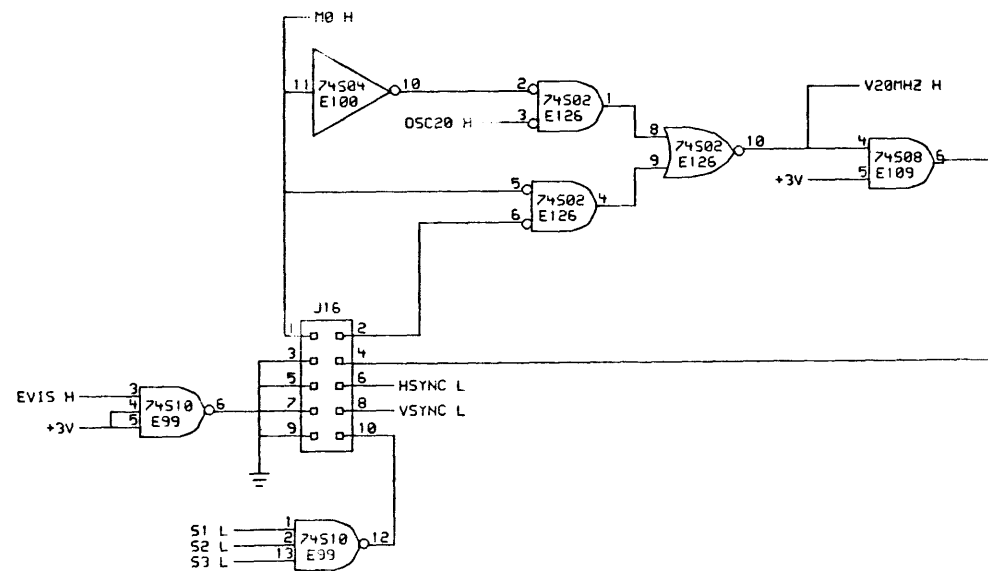 M0 H
11
74S04
E100
10
2
74S02
E126
1
OSC20 H
3
8
74S02
E126
10
9
V20MHZ H
4
74S08
E109
6
+3V
5
5
74S02
E126
4
6
J16
1
2
3
4
5
6
HSYNC L
7
8
VSYNC L
9
10
EVIS H
3
4
74S10
E99
6
+3V
5
S1 L
1
S2 L
2
74S10
E99
12
S3 L
13